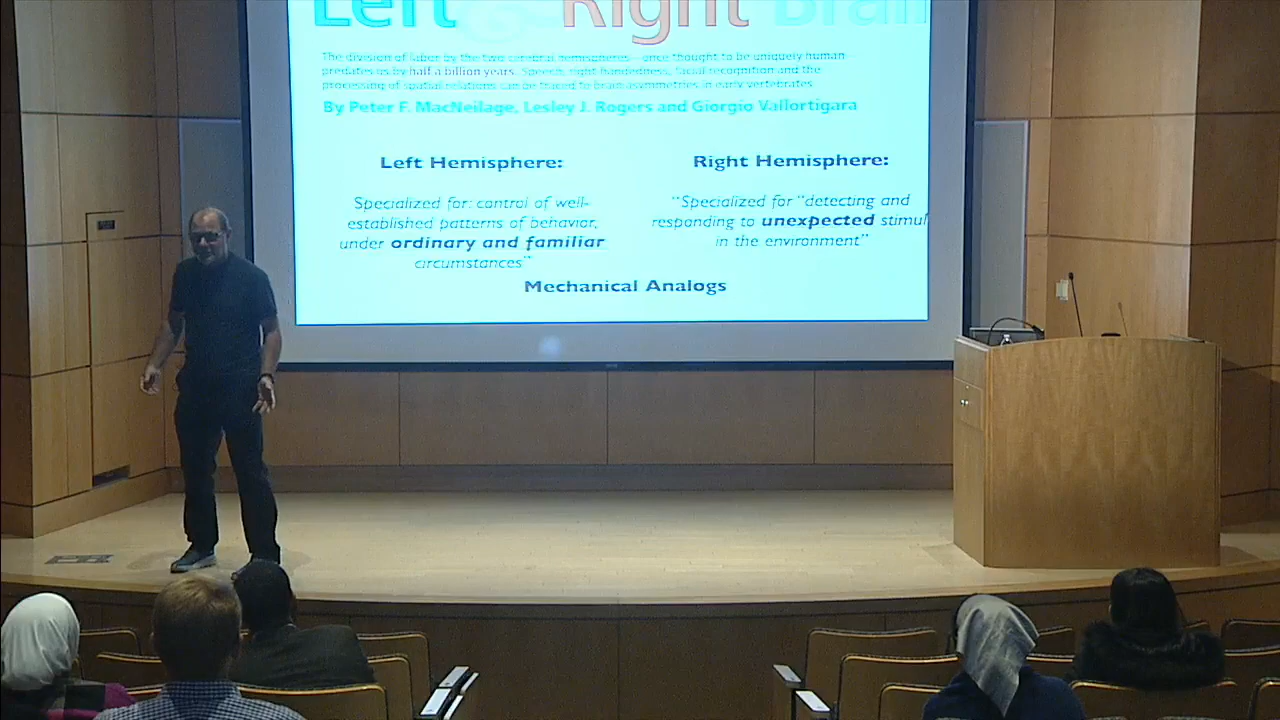 Left & Right Brain
The division of labor by the two cerebral hemispheres—once thought to be uniquely human—
predates us by half a billion years. Speech, right-handedness, facial recognition and the
processing of spatial relations can be traced to brain asymmetries in early vertebrates
By Peter F. MacNeilage, Lesley J. Rogers and Giorgio Vallortigara
Left Hemisphere:
Specialized for: control of well-
established patterns of behavior,
under ordinary and familiar
circumstances”
Right Hemisphere:
“Specialized for “detecting and
responding to unexpected stimul
in the environment”
Mechanical Analogs